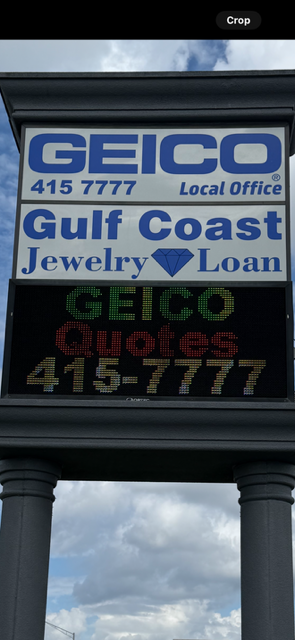 Crop
GEICO®
415 7777 Local Office
Gulf Coast
Jewelry Loan
GEICO
Quotes
415-7777